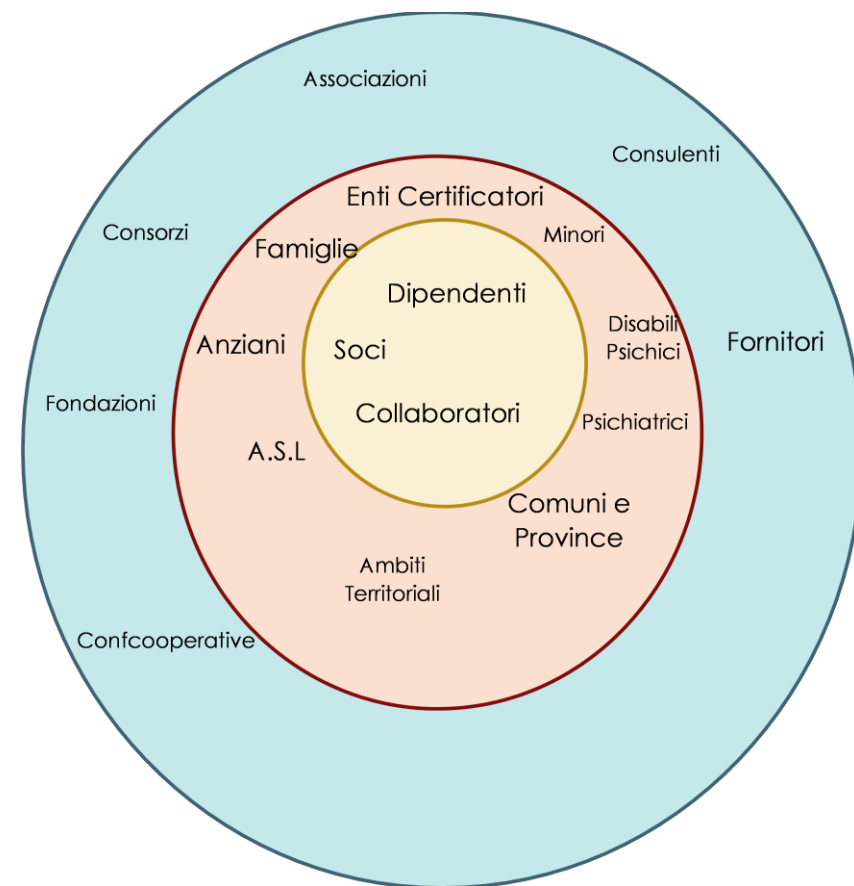 Associazioni
Consulenti
Enti Certificatori
Consorzi
Minori
Famiglie
Dipendenti
Disabili
Psichici
Anziani
Soci
Fornitori
Fondazioni
Collaboratori
Psichiatrici
A.S.L
Comuni e
Province
Ambiti
Territoriali
Confcooperative